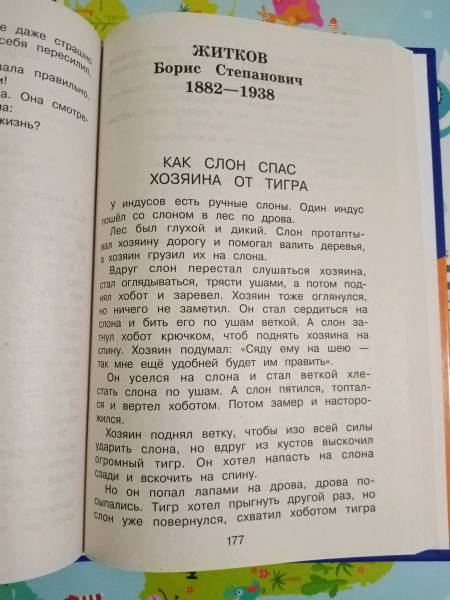 е даже страшно
себя пересилил.
вала правильно.
и!
а. Она смотре-
жизнь?
ЖИТКОВ
Борис Степанович
1882—1938
КАК СЛОН СПАС
ХОЗЯИНА ОТ ТИГРА
У индусов есть ручные слоны. Один индус
пошёл со слоном в лес по дрова.
Лес был глухой и дикий. Слон протапты-
вал хозяину дорогу и помогал валить деревья,
а хозяин грузил их на слона.
Вдруг слон перестал слушаться хозяина,
стал оглядываться, трясти ушами, а потом под-
нял хобот и заревел. Хозяин тоже оглянулся,
но ничего не заметил. Он стал сердиться на
слона и бить его по ушам веткой. А слон за-
гнул хобот крючком, чтоб поднять хозяина на
спину. Хозяин подумал: «Сяду ему на шею —
так мне ещё удобней будет им править».
Он уселся на слона и стал веткой хле-
стать слона по ушам. А слон пятился, топтал-
ся и вертел хоботом. Потом замер и насторо-
жился.
Хозяин поднял ветку, чтобы изо всей силы
ударить слона, но вдруг из кустов выскочил
огромный тигр. Он хотел напасть на слона
сзади и вскочить на спину.
Но он попал лапами на дрова, дрова по-
сыпались. Тигр хотел прыгнуть другой раз, но
слон уже повернулся, схватил хоботом тигра
177